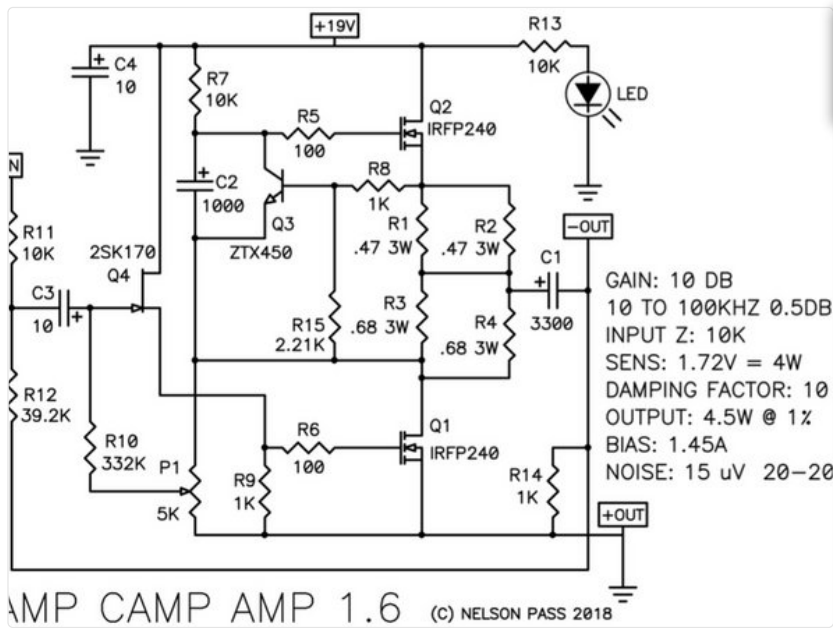 +19V
R13
10K
LED
C4
10
R7
10K
R5
100
Q2
IRFP240
R8
1K
C2
1000
Q3
ZTX450
R1
.47 3W
R2
.47 3W
-OUT
N
R11
10K
2SK170
Q4
C3
10
C1
3300
R15
2.21K
R3
.68 3W
R4
.68 3W
GAIN: 10 DB
10 TO 100KHZ 0.5DB
INPUT Z: 10K
SENS: 1.72V = 4W
DAMPING FACTOR: 10
OUTPUT: 4.5W @ 1%
BIAS: 1.45A
NOISE: 15 uV 20-20
R12
39.2K
R10
332K
P1
5K
R9
1K
R6
100
Q1
IRFP240
R14
1K
+OUT
AMP CAMP AMP 1.6
(C) NELSON PASS 2018